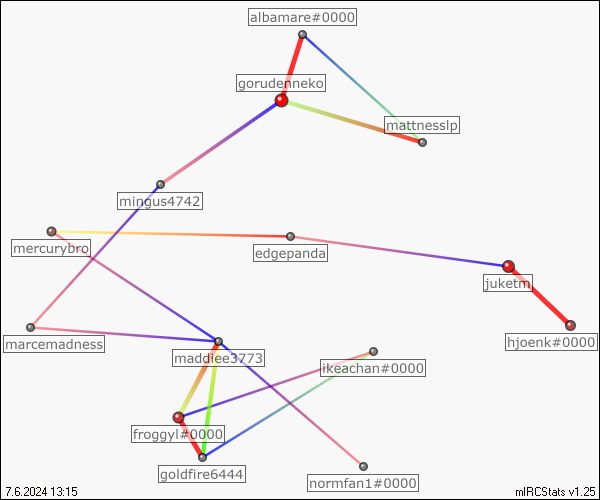 albamare#0000
gorudenneko
mattnesslp
mingus4742
mercurybro
edgepanda
juketm
marcemadness
hjoenk#0000
maddiee3773
ikeachan#0000
froggyl#0000
goldfire6444
normfan1#0000
7.6.2024 13:15
mIRCStats v1.25